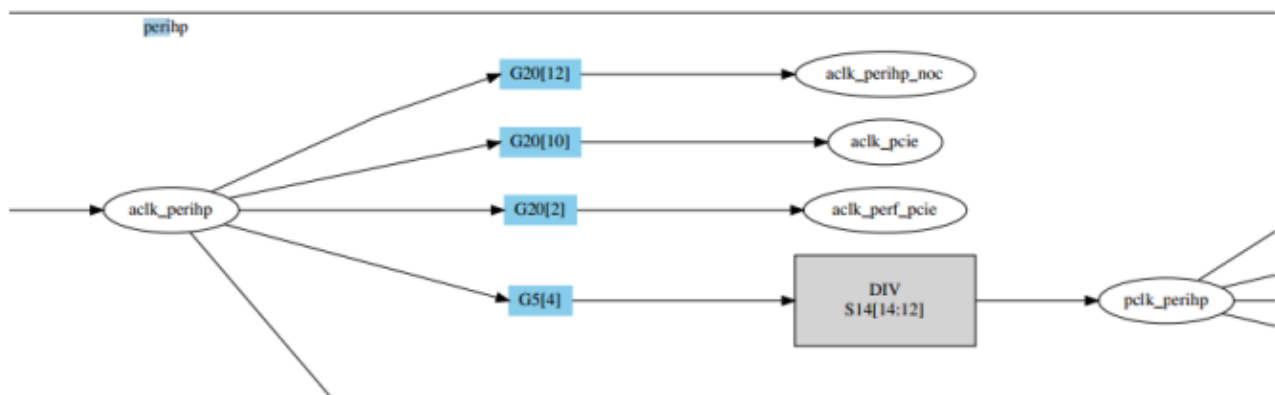 perihp
G20[12]
aclk_perihp_noc
G20[10]
aclk_pcie
aclk_perihp
G20[2]
aclk_perf_pcie
G5[4]
DIV
S14[14:12]
pclk_perihp